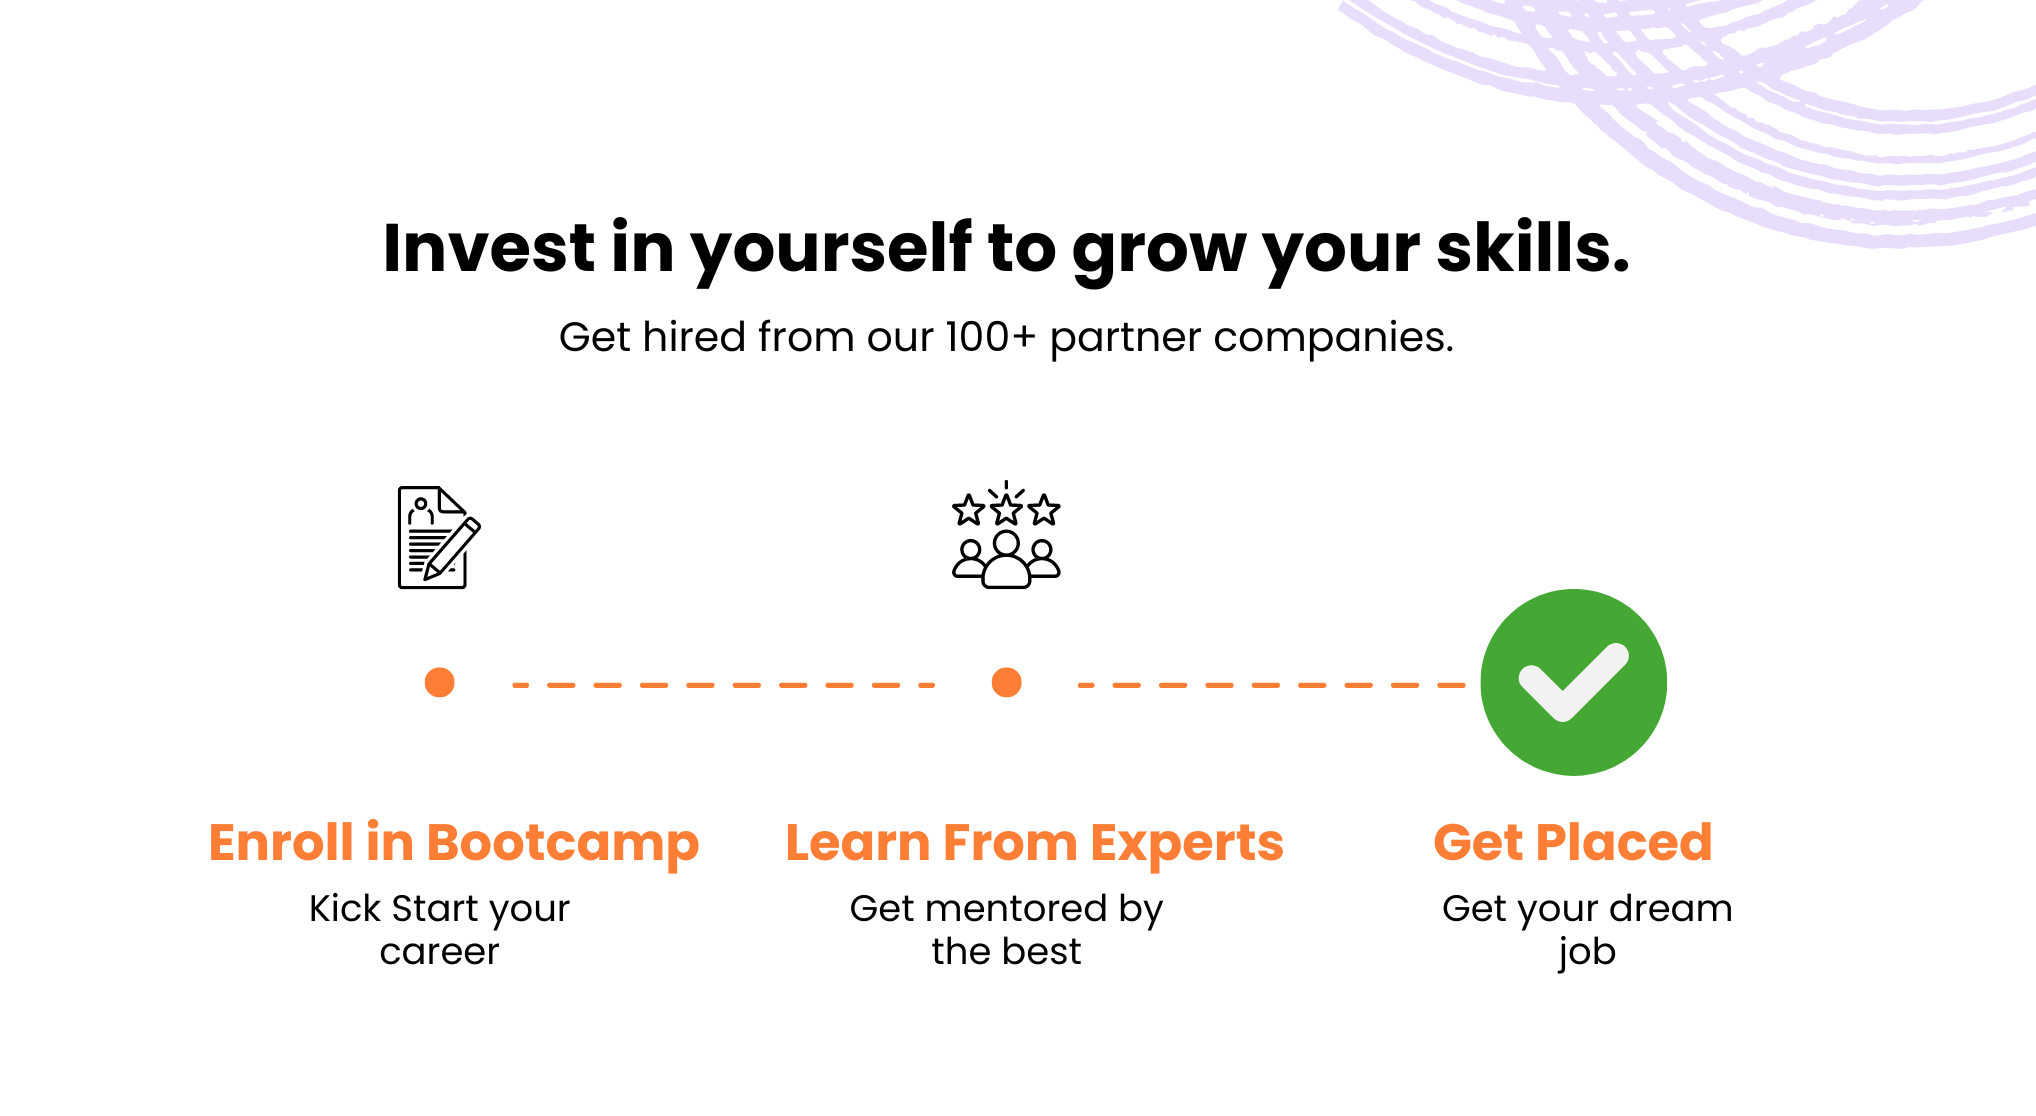 Invest in yourself to grow your skills.
Get hired from our 100+ partner companies.
Enroll in Bootcamp
Kick Start your
career
Learn From Experts
Get mentored by
the best
Get Placed
Get your dream
job